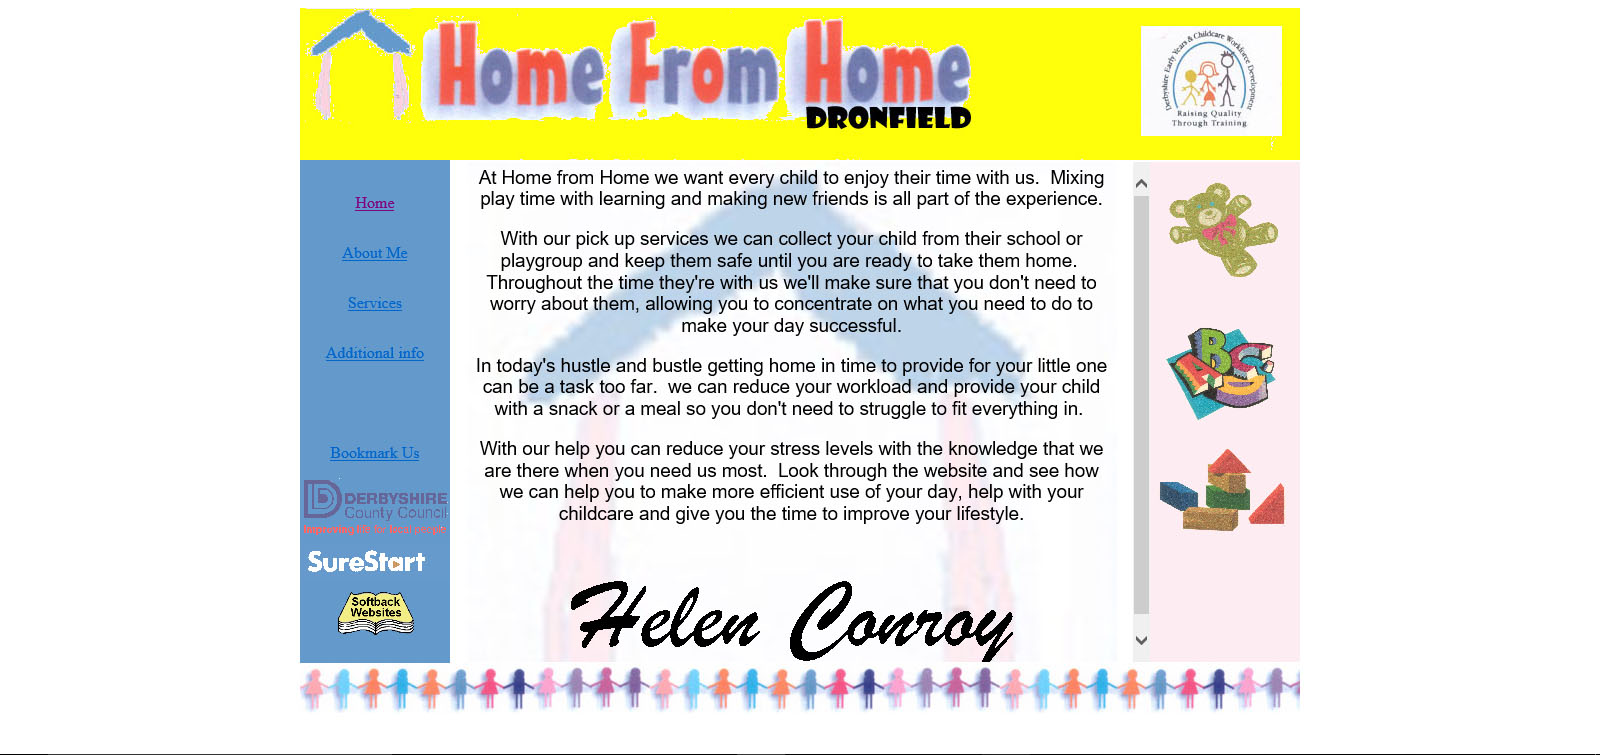 Home From Home
DRONFIELD
Derbyshire Early Years & Childcare Workforce Development
Raising Quality
Through Training
Home
About Me
Services
Additional info
Bookmark Us
DERBYSHIRE
County Council
SureStart
Softback
Websites
At Home from Home we want every child to enjoy their time with us.  Mixing
play time with learning and making new friends is all part of the experience.
With our pick up services we can collect your child from their school or
playgroup and keep them safe until you are ready to take them home.
Throughout the time they're with us we'll make sure that you don't need to
worry about them, allowing you to concentrate on what you need to do to
make your day successful.
In today's hustle and bustle getting home in time to provide for your little one
can be a task too far.  we can reduce your workload and provide your child
with a snack or a meal so you don't need to struggle to fit everything in.
With our help you can reduce your stress levels with the knowledge that we
are there when you need us most.  Look through the website and see how
we can help you to make more efficient use of your day, help with your
childcare and give you the time to improve your lifestyle.
Helen Conroy
ABCD